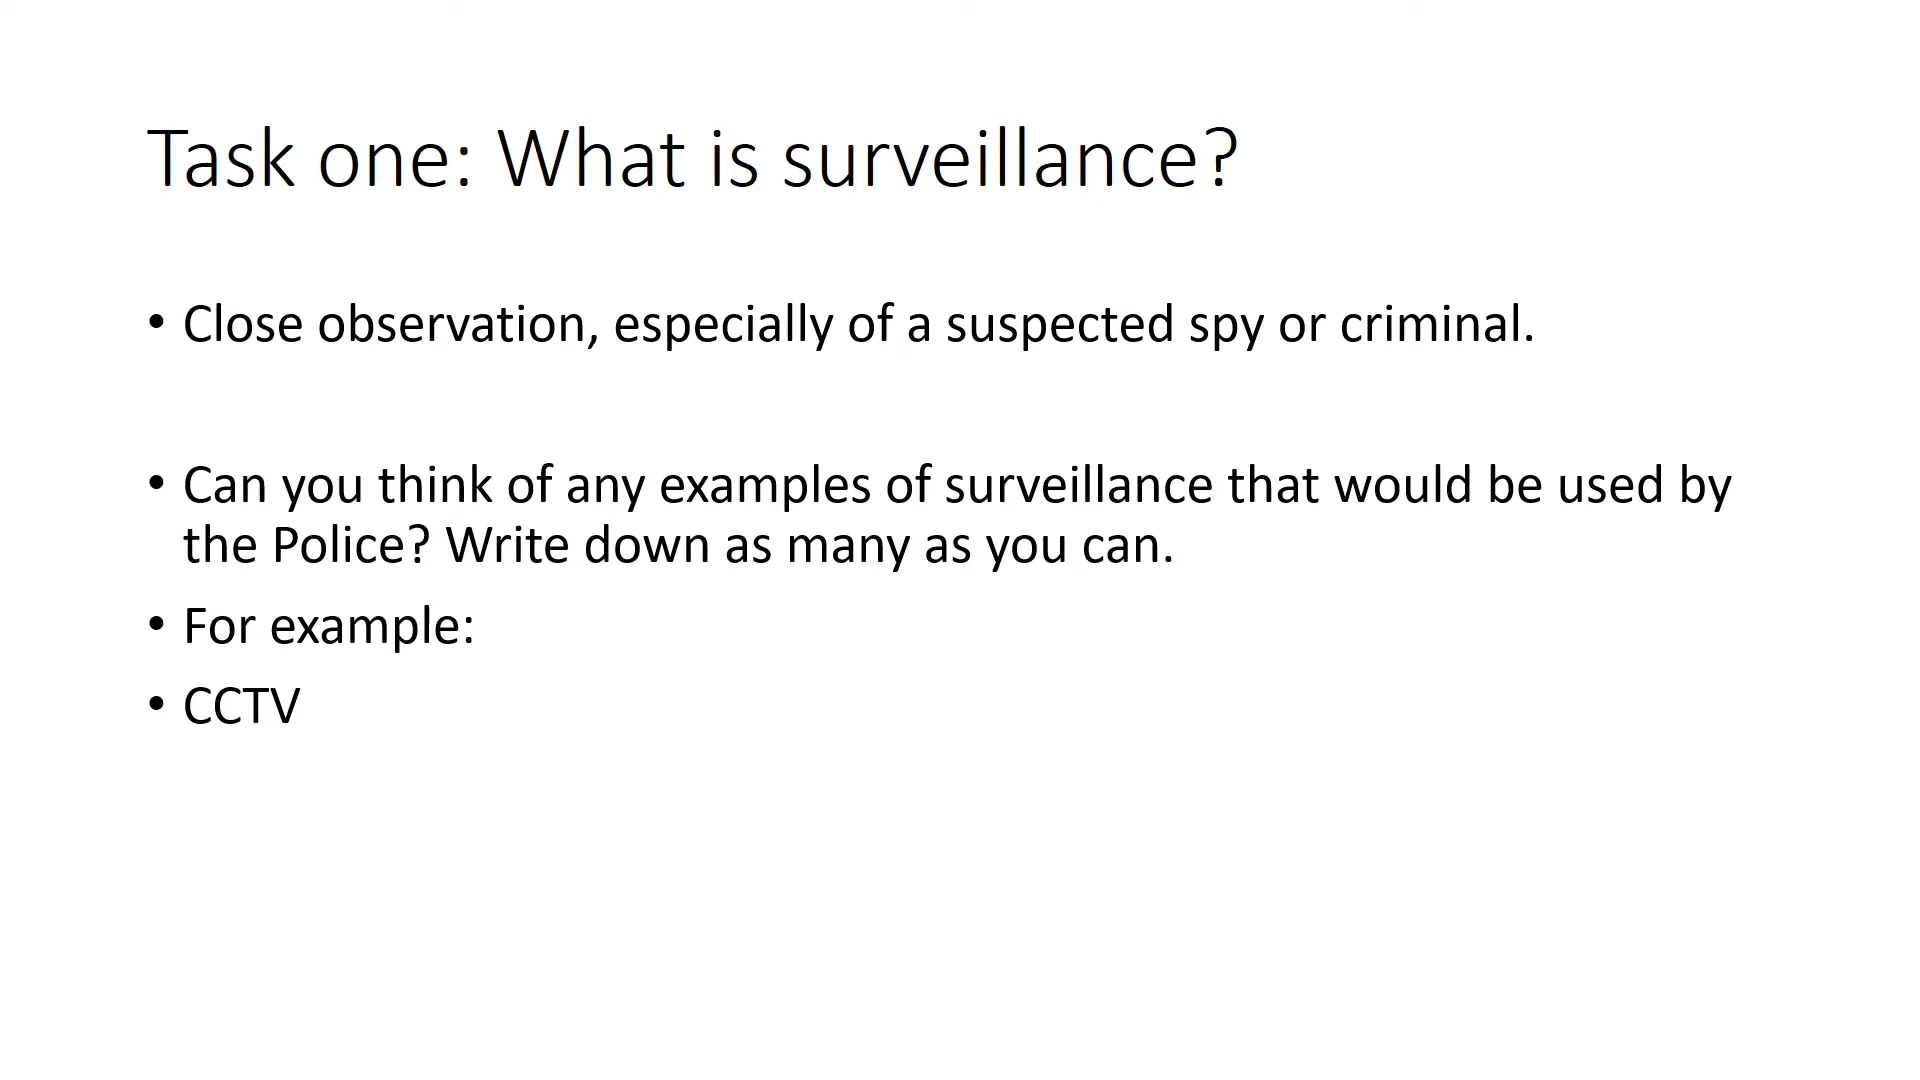 Task one: What is surveillance?
• Close observation, especially of a suspected spy or criminal.
• Can you think of any examples of surveillance that would be used by
the Police? Write down as many as you can.
• For example:
• CCTV